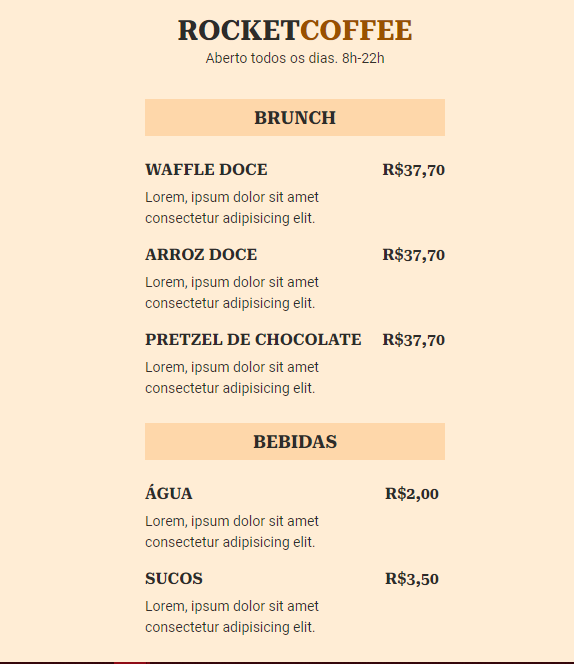 ROCKETCOFFEE
Aberto todos os dias. 8h-22h
BRUNCH
WAFFLE DOCE R$37,70
Lorem, ipsum dolor sit amet
consectetur adipisicing elit.
ARROZ DOCE R$37,70
Lorem, ipsum dolor sit amet
consectetur adipisicing elit.
PRETZEL DE CHOCOLATE R$37,70
Lorem, ipsum dolor sit amet
consectetur adipisicing elit.
BEBIDAS
ÁGUA R$2,00
Lorem, ipsum dolor sit amet
consectetur adipisicing elit.
SUCOS R$3,50
Lorem, ipsum dolor sit amet
consectetur adipisicing elit.